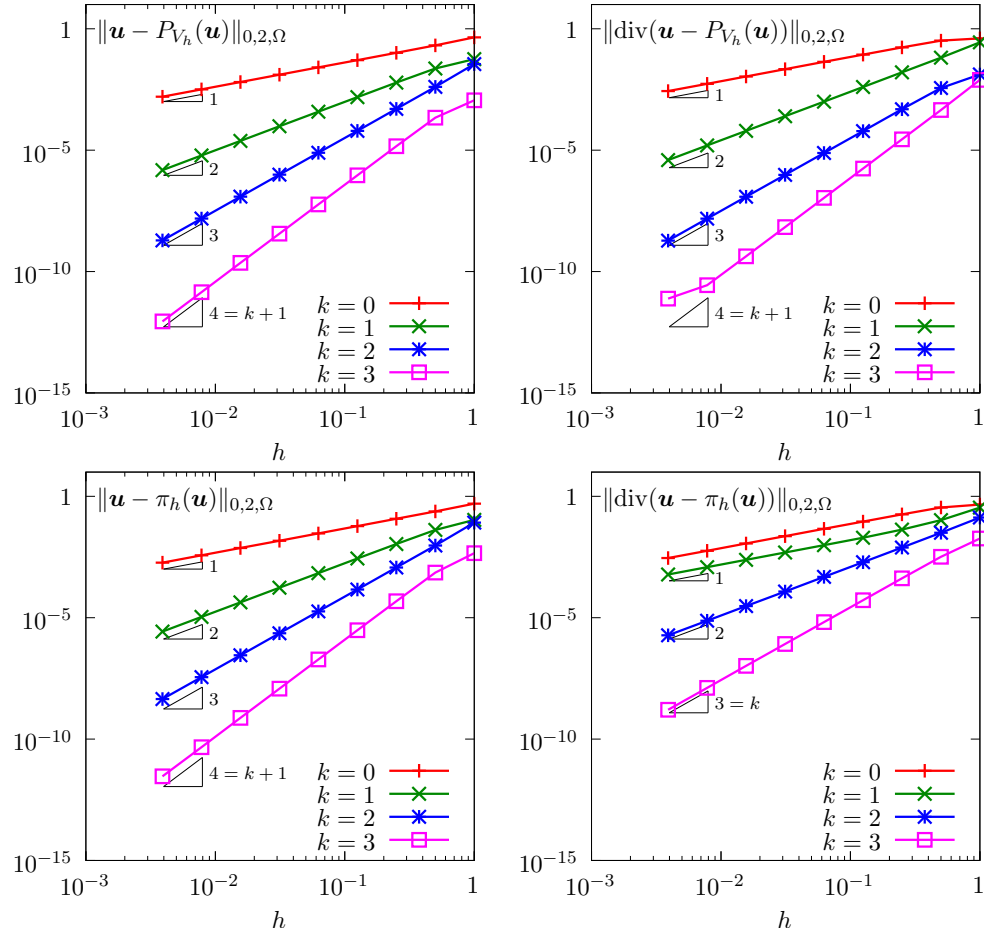 ‖𝒖 − P_{V_h}(𝒖)‖_{0,2,Ω}
1
10^{−5}
10^{−10}
10^{−15}
1
2
3
4 = k + 1
k = 0
k = 1
k = 2
k = 3
10^{−3}
10^{−2}
10^{−1}
1
h
‖div(𝒖 − P_{V_h}(𝒖))‖_{0,2,Ω}
1
10^{−5}
10^{−10}
10^{−15}
1
2
3
4 = k + 1
k = 0
k = 1
k = 2
k = 3
10^{−3}
10^{−2}
10^{−1}
1
h
‖𝒖 − π_h(𝒖)‖_{0,2,Ω}
1
10^{−5}
10^{−10}
10^{−15}
1
2
3
4 = k + 1
k = 0
k = 1
k = 2
k = 3
10^{−3}
10^{−2}
10^{−1}
1
h
‖div(𝒖 − π_h(𝒖))‖_{0,2,Ω}
1
10^{−5}
10^{−10}
10^{−15}
1
2
3 = k
k = 0
k = 1
k = 2
k = 3
10^{−3}
10^{−2}
10^{−1}
1
h